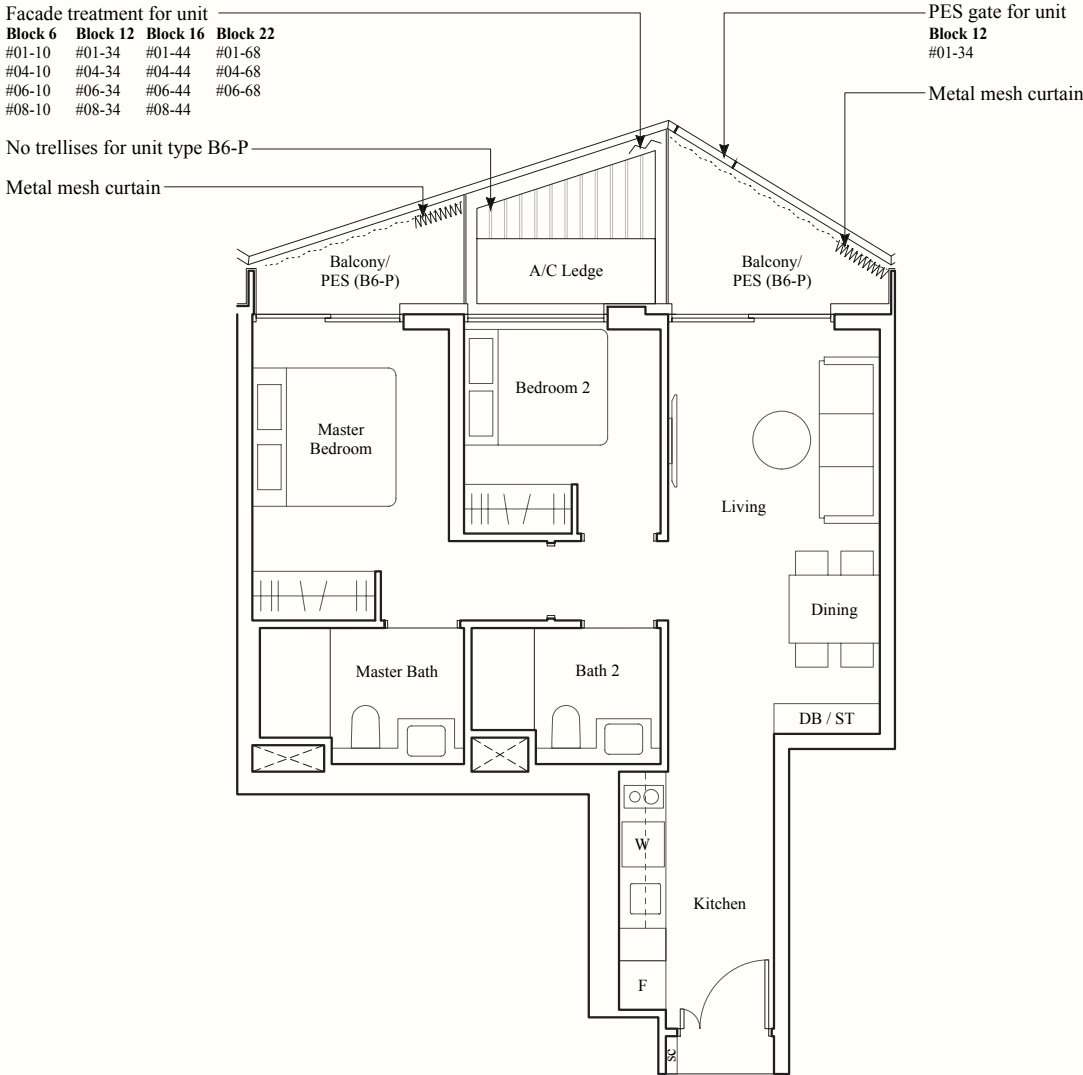 Facade treatment for unit
Block 6 Block 12 Block 16 Block 22
#01-10 #01-34 #01-44 #01-68
#04-10 #04-34 #04-44 #04-68
#06-10 #06-34 #06-44 #06-68
#08-10 #08-34 #08-44
PES gate for unit
Block 12
#01-34
Metal mesh curtain
No trellises for unit type B6-P
Metal mesh curtain
Balcony/
PES (B6-P)
A/C Ledge
Balcony/
PES (B6-P)
Master
Bedroom
Bedroom 2
Living
Dining
Master Bath
Bath 2
DB / ST
W
Kitchen
F
SC